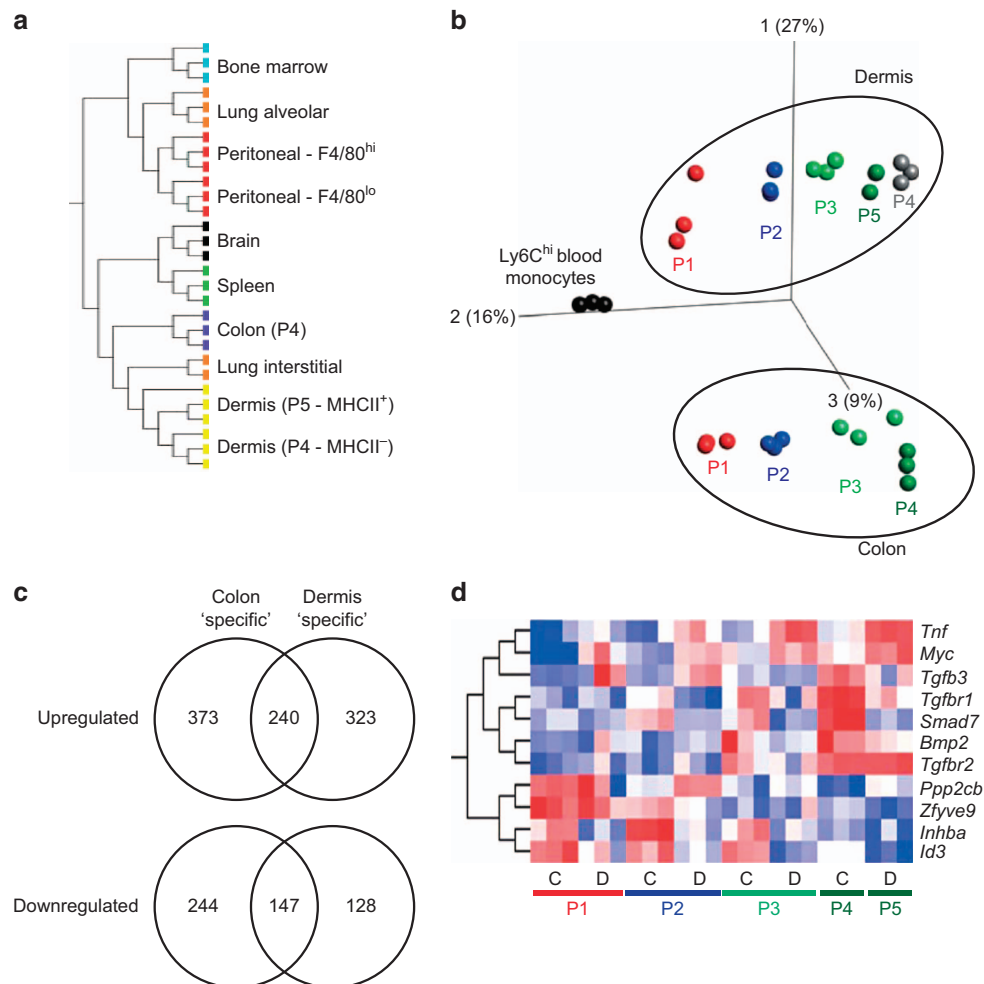 a
Bone marrow
Lung alveolar
Peritoneal - F4/80hi
Peritoneal - F4/80lo
Brain
Spleen
Colon (P4)
Lung interstitial
Dermis (P5 - MHCII+)
Dermis (P4 - MHCII−)
b
1 (27%)
Dermis
P1
P2
P3
P5
P4
Ly6Chi blood
monocytes
2 (16%)
3 (9%)
P1
P2
P3
P4
Colon
c
Colon
'specific'
Dermis
'specific'
Upregulated
373
240
323
Downregulated
244
147
128
d
Tnf
Myc
Tgfb3
Tgfbr1
Smad7
Bmp2
Tgfbr2
Ppp2cb
Zfyve9
Inhba
Id3
C D C D C D C D
P1 P2 P3 P4 P5